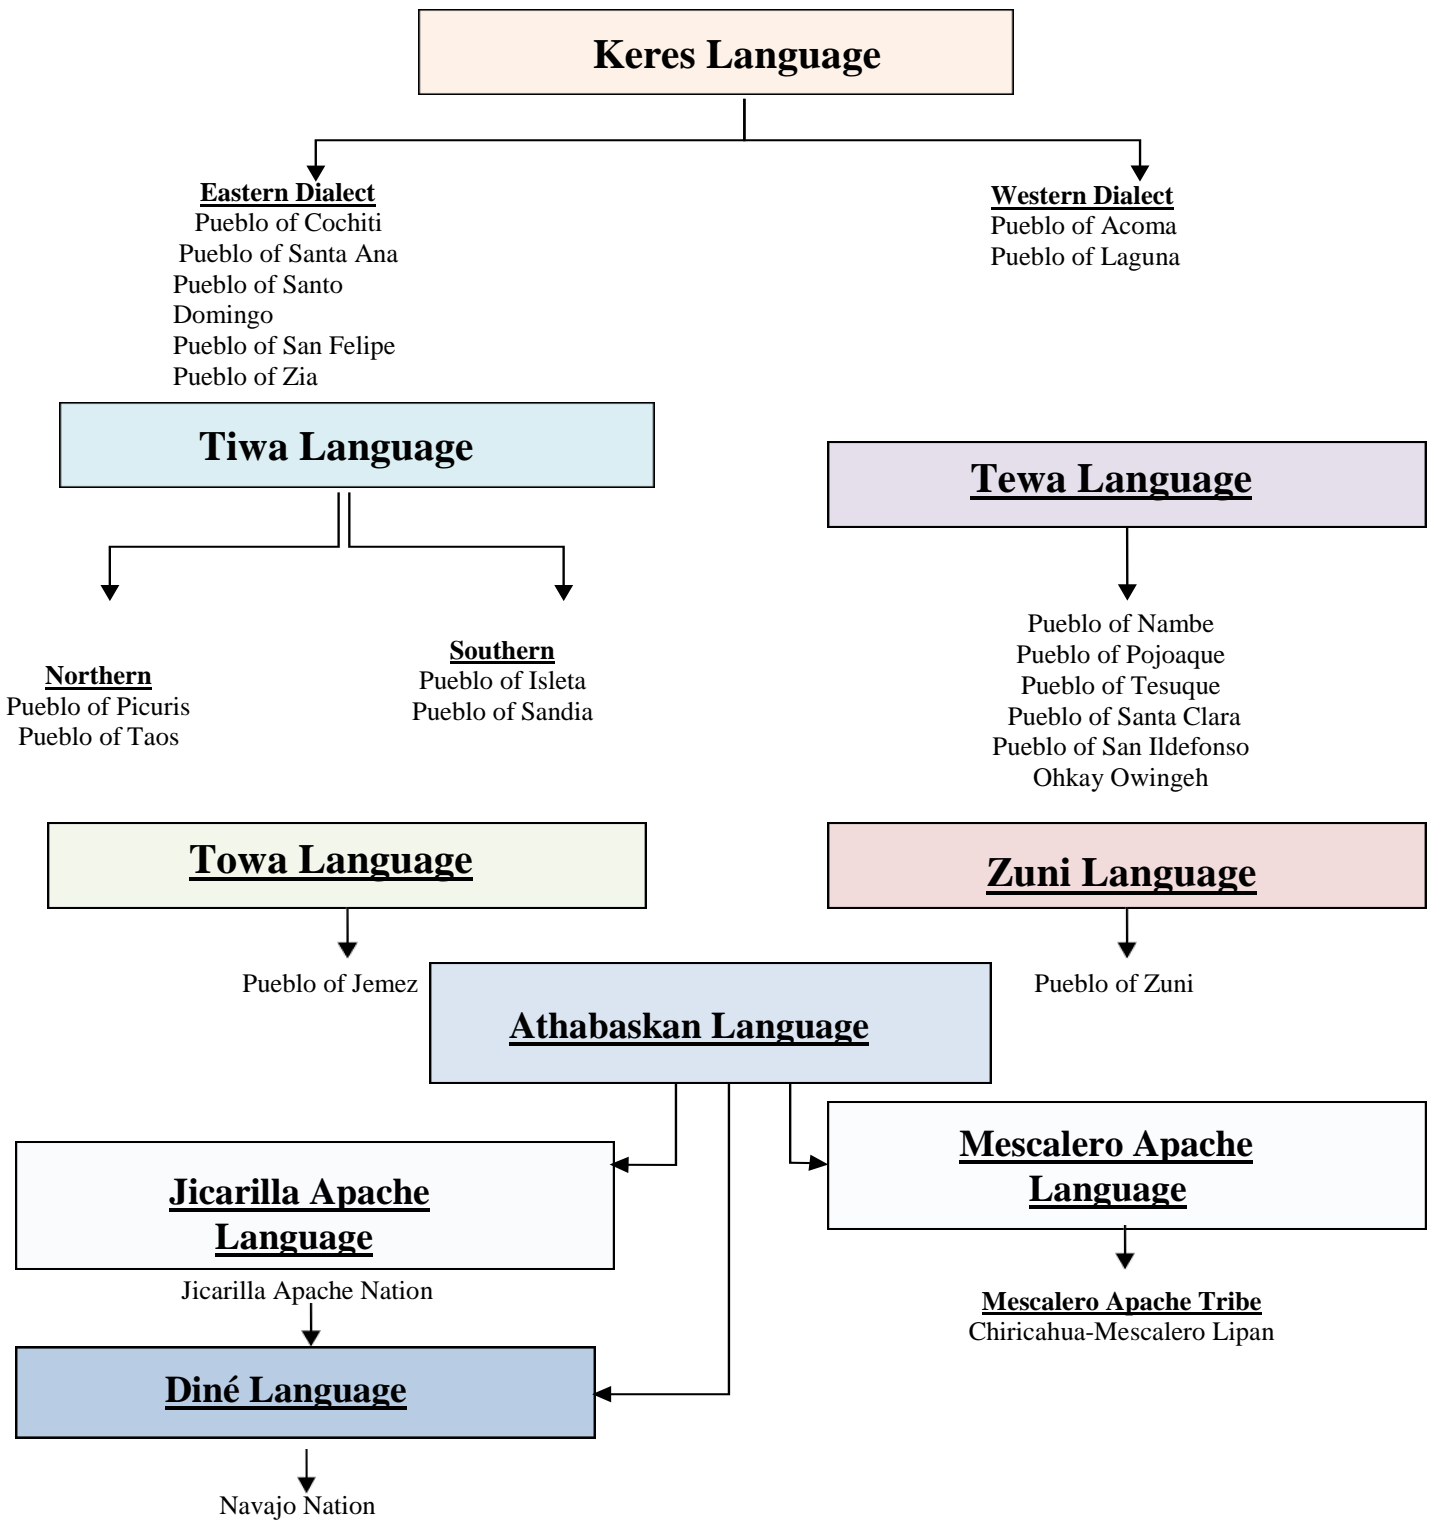 Keres Language
Eastern Dialect
Pueblo of Cochiti
Pueblo of Santa Ana
Pueblo of Santo
Domingo
Pueblo of San Felipe
Pueblo of Zia
Western Dialect
Pueblo of Acoma
Pueblo of Laguna
Tiwa Language
Northern
Pueblo of Picuris
Pueblo of Taos
Southern
Pueblo of Isleta
Pueblo of Sandia
Tewa Language
Pueblo of Nambe
Pueblo of Pojoaque
Pueblo of Tesuque
Pueblo of Santa Clara
Pueblo of San Ildefonso
Ohkay Owingeh
Towa Language
Pueblo of Jemez
Zuni Language
Pueblo of Zuni
Athabaskan Language
Jicarilla Apache
Language
Jicarilla Apache Nation
Mescalero Apache
Language
Mescalero Apache Tribe
Chiricahua-Mescalero Lipan
Diné Language
Navajo Nation